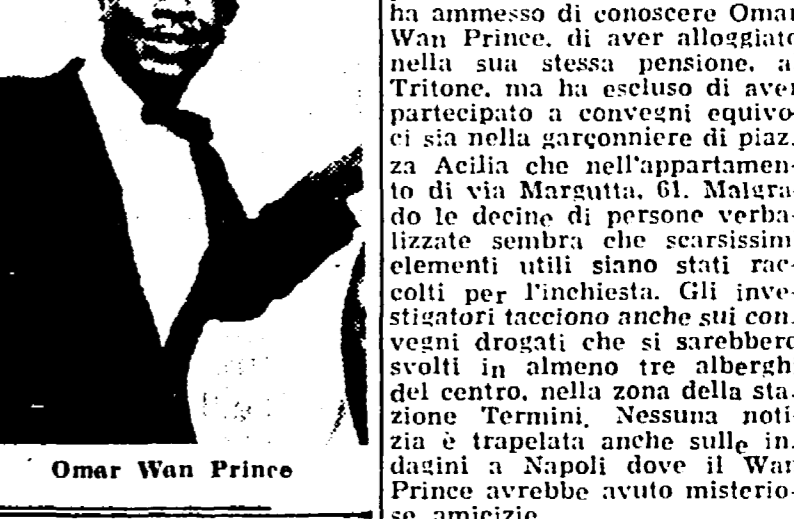 Omar Wan Prince
ha ammesso di conoscere Omar
Wan Prince, di aver alloggiato
nella sua stessa pensione, a
Tritone, ma ha escluso di aver
partecipato a convegni equivo-
ci sia nella garçonniere di piaz-
za Acilia che nell'appartamen-
to di via Margutta, 61. Malgra-
do le decine di persone verba-
lizzate sembra che scarsissimi
elementi utili siano stati rac-
colti per l'inchiesta. Gli inve-
stigatori tacciono anche sui con-
vegni drogati che si sarebbero
svolti in almeno tre alberghi
del centro, nella zona della sta-
zione Termini. Nessuna noti-
zia è trapelata anche sulle in-
dagini a Napoli dove il Wan
Prince avrebbe avuto misterio-
se amicizie